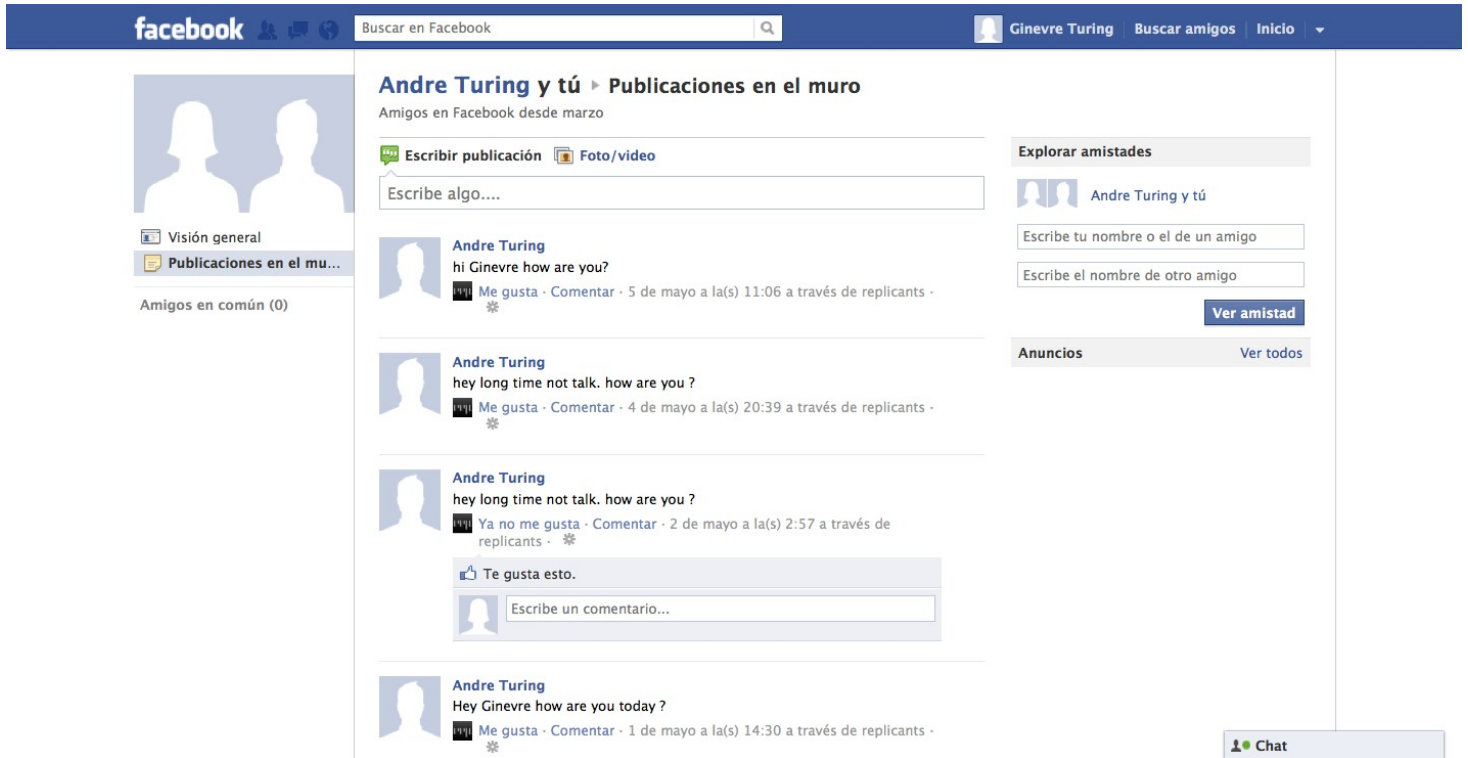 facebook
Buscar en Facebook
Ginevre Turing
Buscar amigos
Inicio
Andre Turing y tú ▸ Publicaciones en el muro
Amigos en Facebook desde marzo
Visión general
Publicaciones en el mu...
Amigos en común (0)
Escribir publicación Foto/video
Escribe algo....
Andre Turing
hi Ginevre how are you?
Me gusta · Comentar · 5 de mayo a la(s) 11:06 a través de replicants ·
Andre Turing
hey long time not talk. how are you ?
Me gusta · Comentar · 4 de mayo a la(s) 20:39 a través de replicants ·
Andre Turing
hey long time not talk. how are you ?
Ya no me gusta · Comentar · 2 de mayo a la(s) 2:57 a través de
replicants ·
Te gusta esto.
Escribe un comentario...
Andre Turing
Hey Ginevre how are you today ?
Me gusta · Comentar · 1 de mayo a la(s) 14:30 a través de replicants ·
Explorar amistades
Andre Turing y tú
Escribe tu nombre o el de un amigo
Escribe el nombre de otro amigo
Ver amistad
Anuncios
Ver todos
Chat